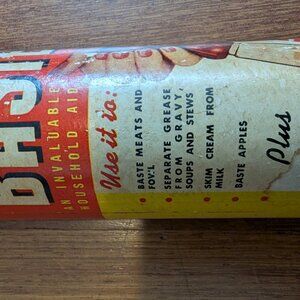 AN INVALUABLE
HOUSEHOLD AID
Use it to:
BASTE MEATS AND
FOW'L
SEPARATE GREASE
FROM GRAVY,
SOUPS AND STEWS
SKIM CREAM FROM
MILK
BASTE APPLES
Plus